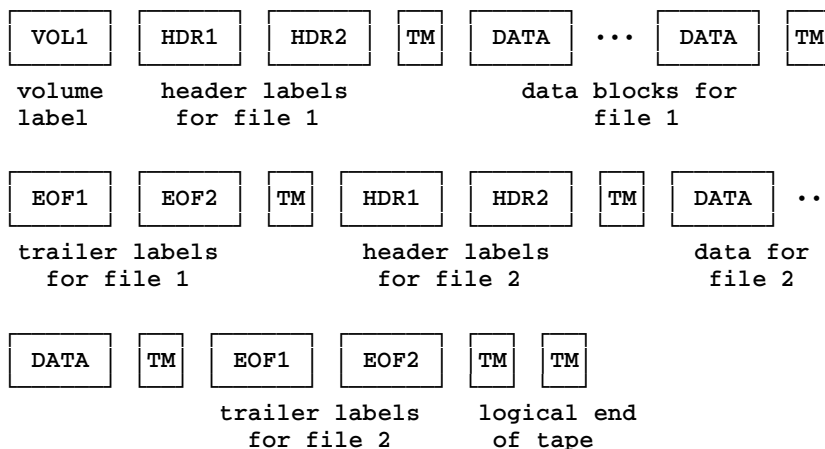 VOL1 HDR1 HDR2 TM DATA ••• DATA TM
volume header labels data blocks for
label for file 1 file 1
EOF1 EOF2 TM HDR1 HDR2 TM DATA ••
trailer labels header labels data for
for file 1 for file 2 file 2
DATA TM EOF1 EOF2 TM TM
trailer labels logical end
for file 2 of tape